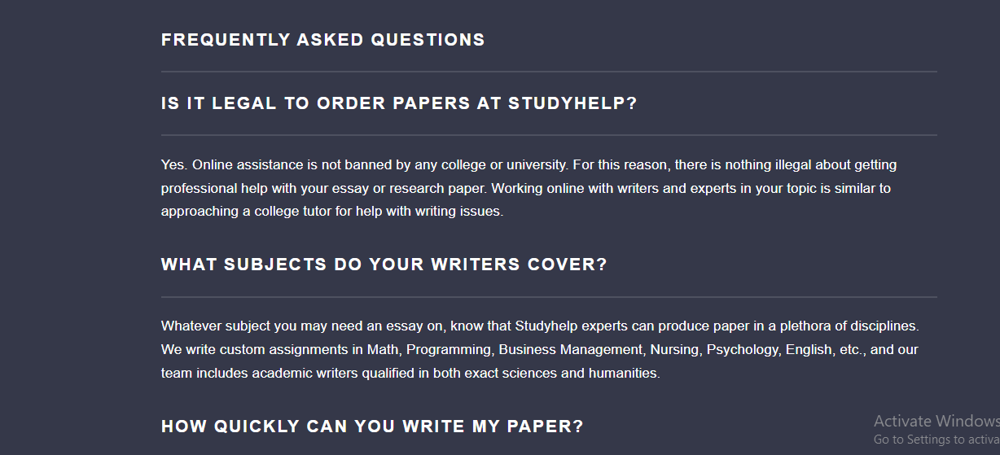 FREQUENTLY ASKED QUESTIONS
IS IT LEGAL TO ORDER PAPERS AT STUDYHELP?
Yes. Online assistance is not banned by any college or university. For this reason, there is nothing illegal about getting
professional help with your essay or research paper. Working online with writers and experts in your topic is similar to
approaching a college tutor for help with writing issues.
WHAT SUBJECTS DO YOUR WRITERS COVER?
Whatever subject you may need an essay on, know that Studyhelp experts can produce paper in a plethora of disciplines.
We write custom assignments in Math, Programming, Business Management, Nursing, Psychology, English, etc., and our
team includes academic writers qualified in both exact sciences and humanities.
HOW QUICKLY CAN YOU WRITE MY PAPER?
Activate Windows
Go to Settings to activa